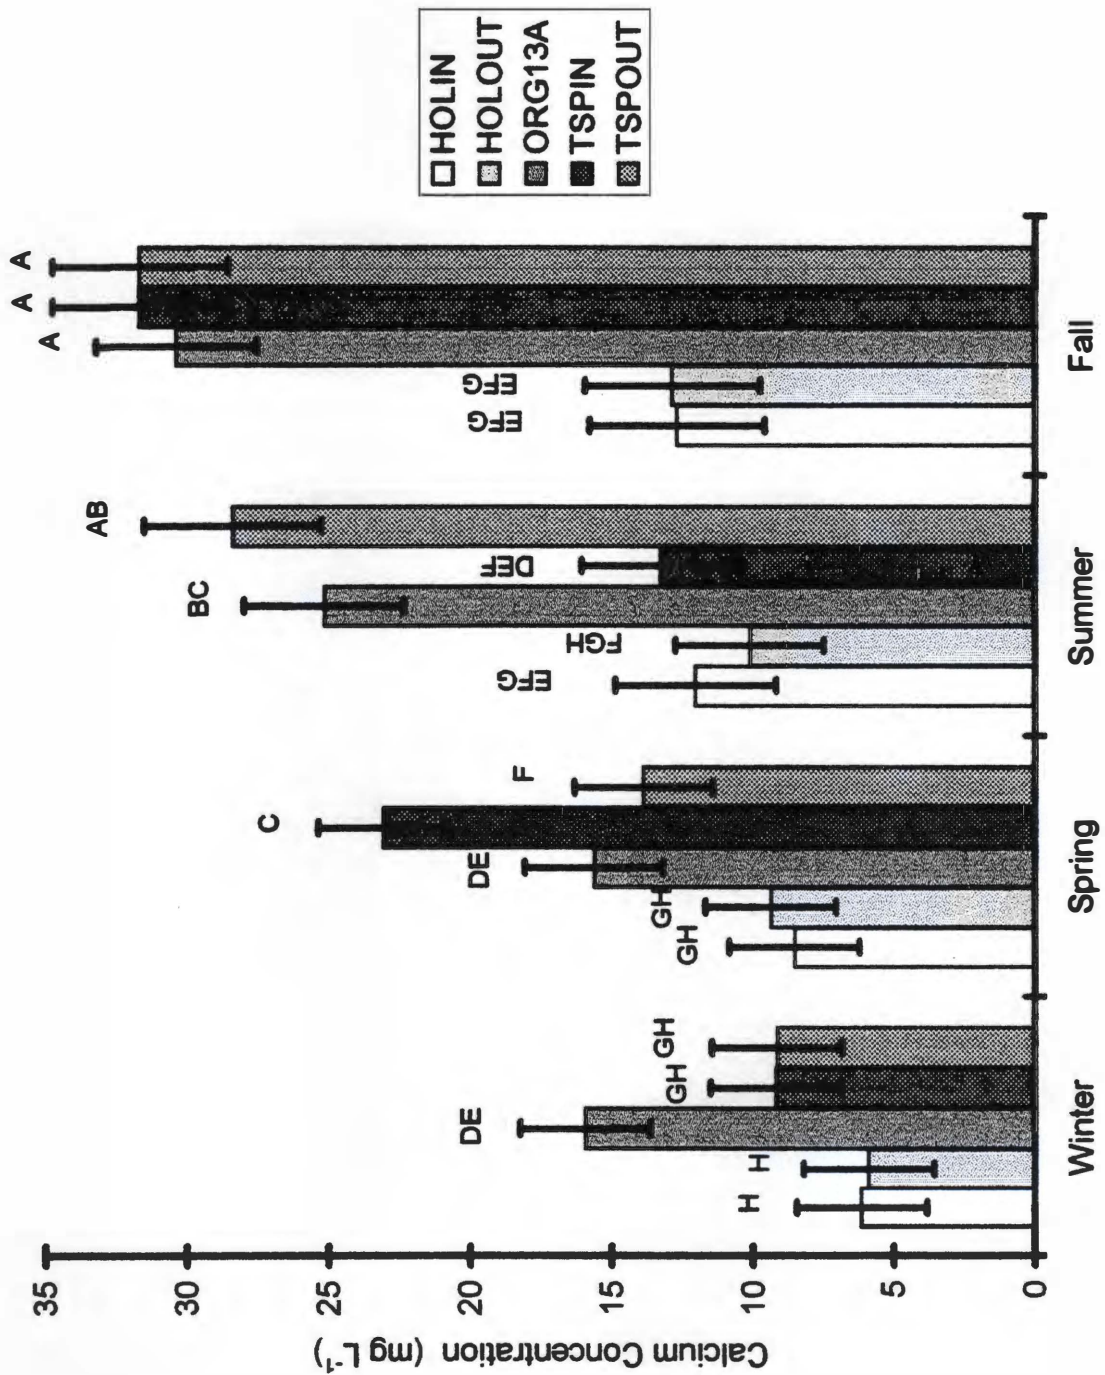 Calcium Concentration (mg L⁻¹)
35
30
25
20
15
10
5
0
H
H
DE
GH
GH
GH
GH
DE
C
F
EFG
FGH
BC
DEF
AB
EFG
EFG
A
A
A
Winter
Spring
Summer
Fall
HOLIN
HOLOUT
ORG13A
TSPIN
TSPOUT